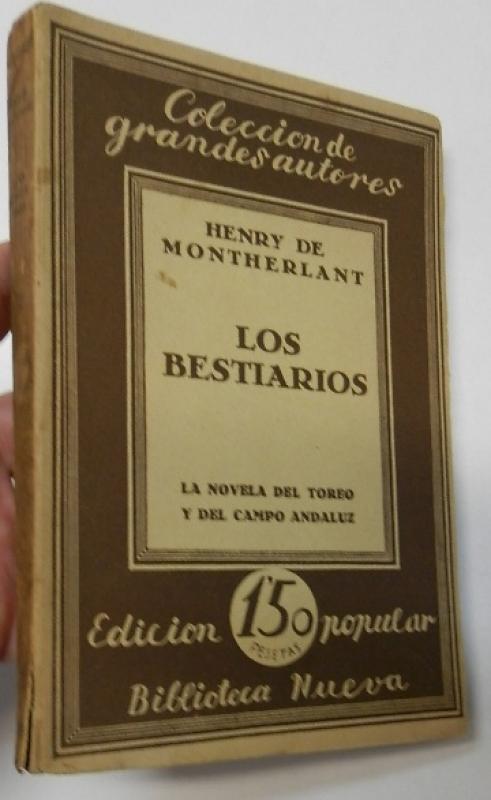 Coleccion de
grandes autores
HENRY DE
MONTHERLANT
LOS
BESTIARIOS
LA NOVELA DEL TOREO
Y DEL CAMPO ANDALUZ
Edicion 1'50 popular
PESETAS
Biblioteca Nueva